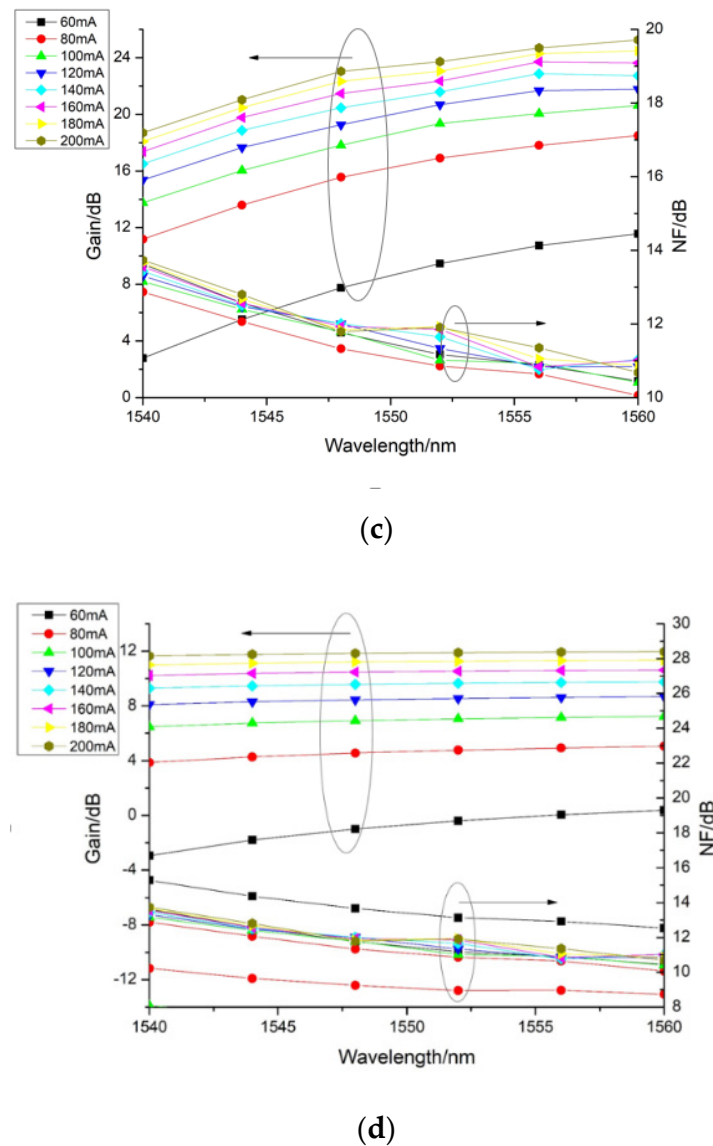 60mA
80mA
100mA
120mA
140mA
160mA
180mA
200mA
24
20
16
12
8
4
0
Gain/dB
20
18
16
14
12
10
NF/dB
1540 1545 1550 1555 1560
Wavelength/nm
(c)
60mA
80mA
100mA
120mA
140mA
160mA
180mA
200mA
12
8
4
0
-4
-8
-12
Gain/dB
30
28
26
24
22
20
18
16
14
12
10
8
NF/dB
1540 1545 1550 1555 1560
Wavelength/nm
(d)